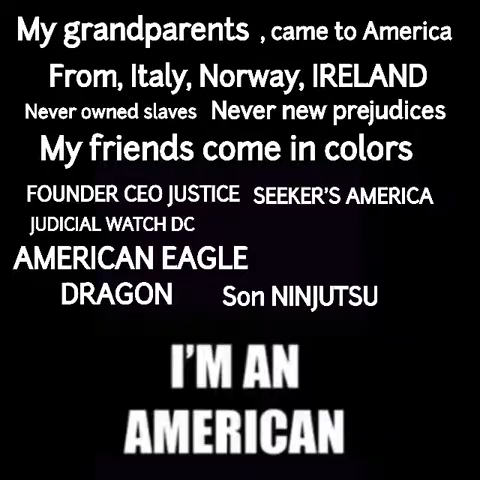 My grandparents , came to America
From, Italy, Norway, IRELAND
Never owned slaves Never new prejudices
My friends come in colors
FOUNDER CEO JUSTICE SEEKER'S AMERICA
JUDICIAL WATCH DC
AMERICAN EAGLE
DRAGON Son NINJUTSU
I'M AN
AMERICAN